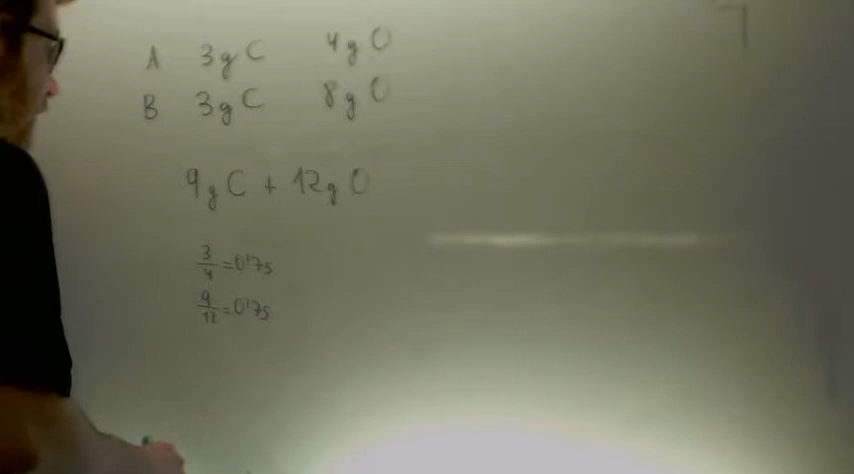 A 3g C 4g O
B 3g C 8g O
9g C + 12g O
3/4 = 0'75
9/12 = 0'75